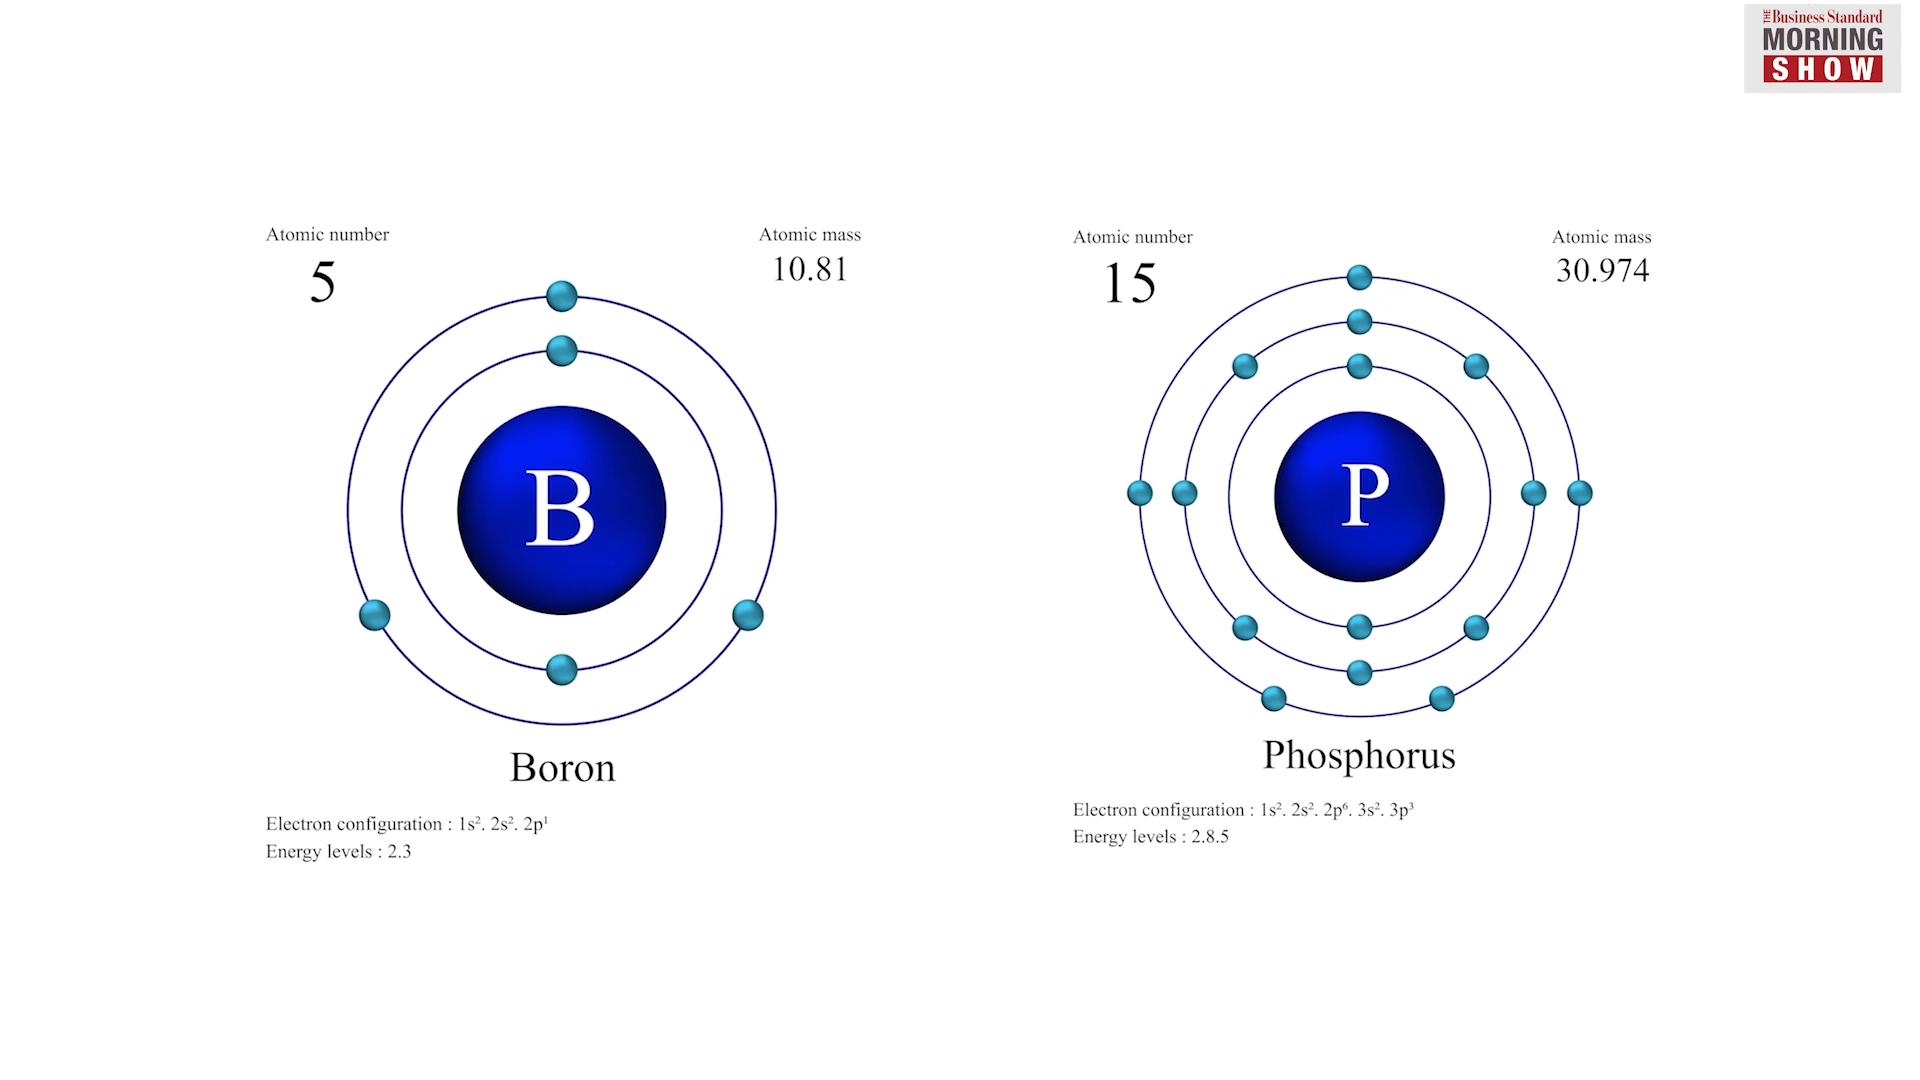 THE Business Standard
MORNING
SHOW
Atomic number
5
Atomic mass
10.81
B
Boron
Electron configuration : 1s². 2s². 2p¹
Energy levels : 2.3
Atomic number
15
Atomic mass
30.974
P
Phosphorus
Electron configuration : 1s². 2s². 2p⁶. 3s². 3p³
Energy levels : 2.8.5